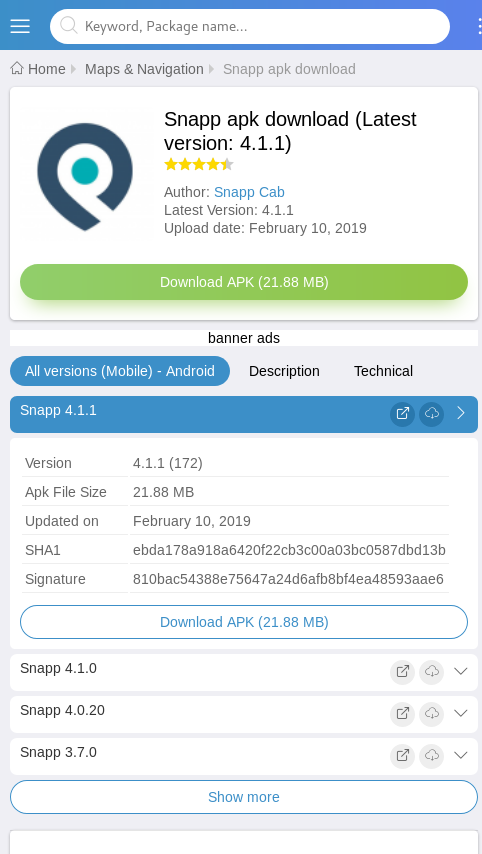 Keyword, Package name...
Home Maps & Navigation Snapp apk download
Snapp apk download (Latest
version: 4.1.1)
Author: Snapp Cab
Latest Version: 4.1.1
Upload date: February 10, 2019
Download APK (21.88 MB)
banner ads
All versions (Mobile) - Android Description Technical
Snapp 4.1.1
Version 4.1.1 (172)
Apk File Size 21.88 MB
Updated on February 10, 2019
SHA1 ebda178a918a6420f22cb3c00a03bc0587dbd13b
Signature 810bac54388e75647a24d6afb8bf4ea48593aae6
Download APK (21.88 MB)
Snapp 4.1.0
Snapp 4.0.20
Snapp 3.7.0
Show more